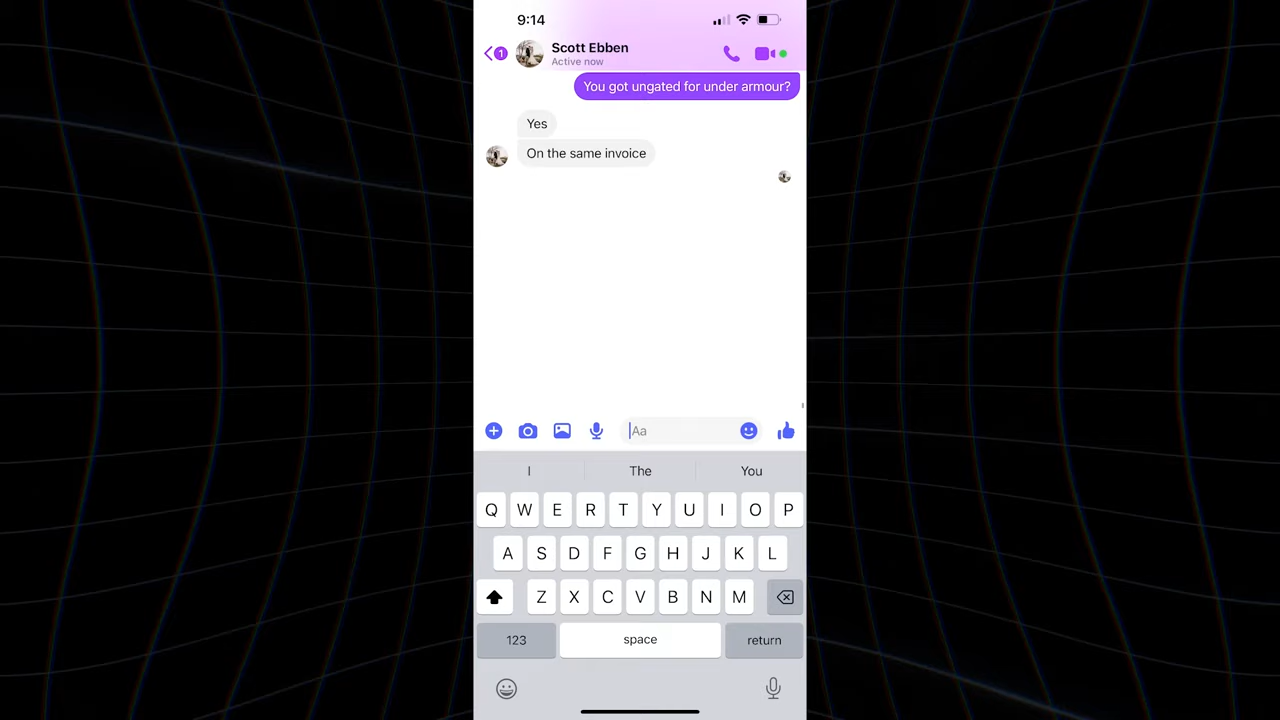 9:14
1
Scott Ebben
Active now
You got ungated for under armour?
Yes
On the same invoice
Aa
I The You
Q W E R T Y U I O P
A S D F G H J K L
Z X C V B N M
123 space return